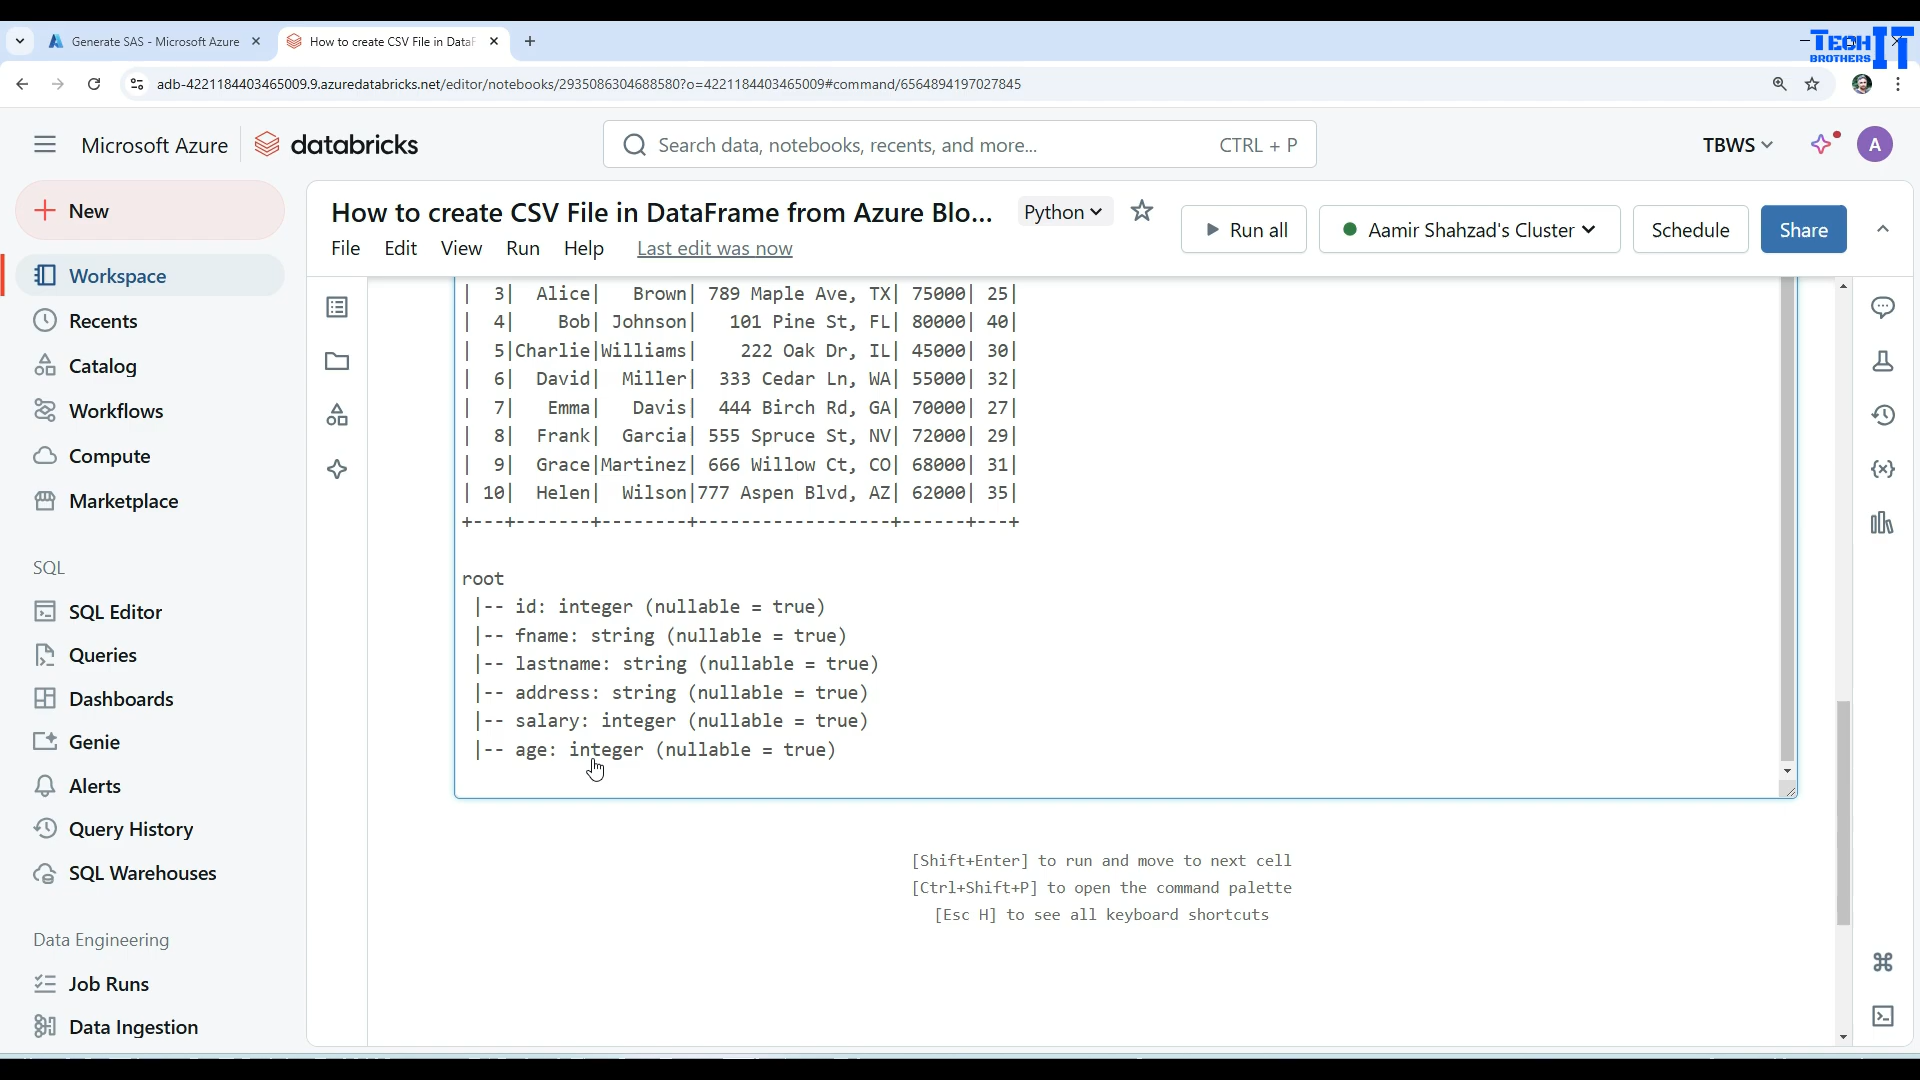 Generate SAS - Microsoft Azure
How to create CSV File in DataF
TECH IT
BROTHERS
adb-4221184403465009.9.azuredatabricks.net/editor/notebooks/2935086304688580?o=4221184403465009#command/6564894197027845
Microsoft Azure
databricks
Search data, notebooks, recents, and more...
CTRL + P
TBWS
A
New
Workspace
Recents
Catalog
Workflows
Compute
Marketplace
SQL
SQL Editor
Queries
Dashboards
Genie
Alerts
Query History
SQL Warehouses
Data Engineering
Job Runs
Data Ingestion
How to create CSV File in DataFrame from Azure Blo...
Python
File Edit View Run Help Last edit was now
Run all
Aamir Shahzad's Cluster
Schedule
Share
|  3|  Alice|   Brown| 789 Maple Ave, TX| 75000| 25|
|  4|    Bob| Johnson|   101 Pine St, FL| 80000| 40|
|  5|Charlie|Williams|    222 Oak Dr, IL| 45000| 30|
|  6|  David|  Miller|  333 Cedar Ln, WA| 55000| 32|
|  7|   Emma|   Davis|  444 Birch Rd, GA| 70000| 27|
|  8|  Frank|  Garcia| 555 Spruce St, NV| 72000| 29|
|  9|  Grace|Martinez| 666 Willow Ct, CO| 68000| 31|
| 10|  Helen|  Wilson|777 Aspen Blvd, AZ| 62000| 35|
+---+-------+--------+------------------+------+---+
root
|-- id: integer (nullable = true)
|-- fname: string (nullable = true)
|-- lastname: string (nullable = true)
|-- address: string (nullable = true)
|-- salary: integer (nullable = true)
|-- age: integer (nullable = true)
[Shift+Enter] to run and move to next cell
[Ctrl+Shift+P] to open the command palette
[Esc H] to see all keyboard shortcuts